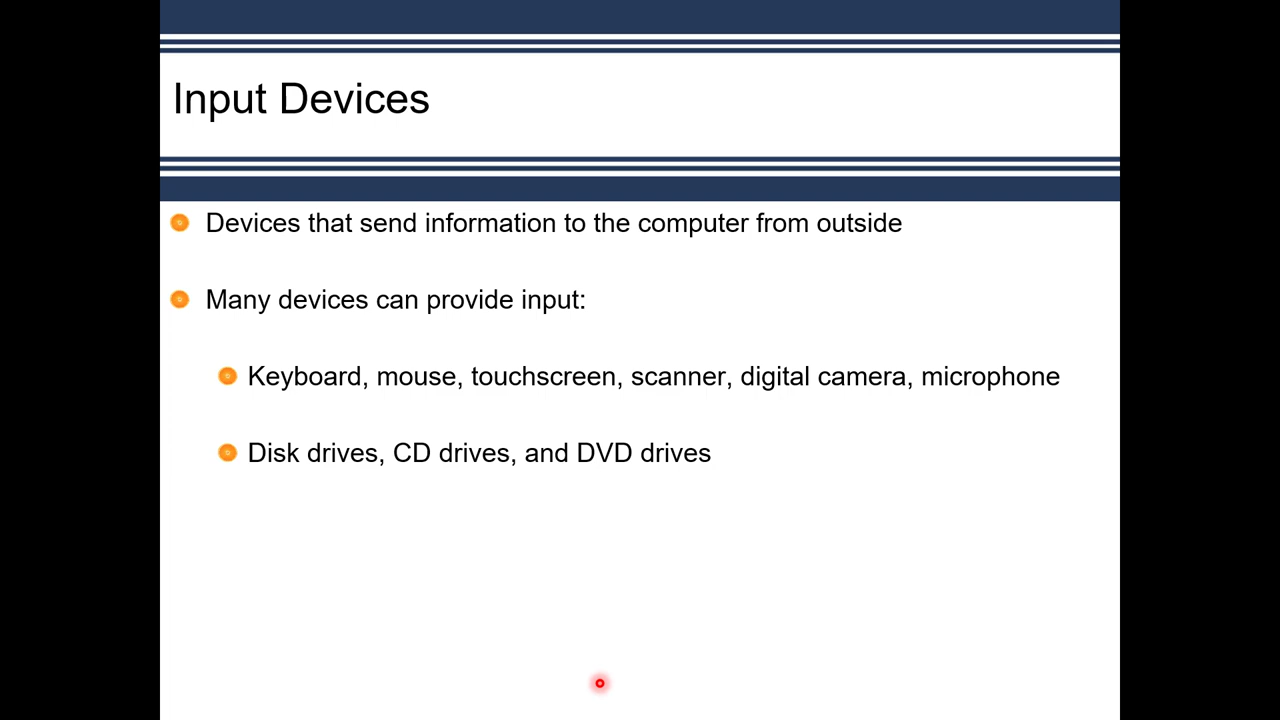 Input Devices
Devices that send information to the computer from outside
Many devices can provide input:
Keyboard, mouse, touchscreen, scanner, digital camera, microphone
Disk drives, CD drives, and DVD drives